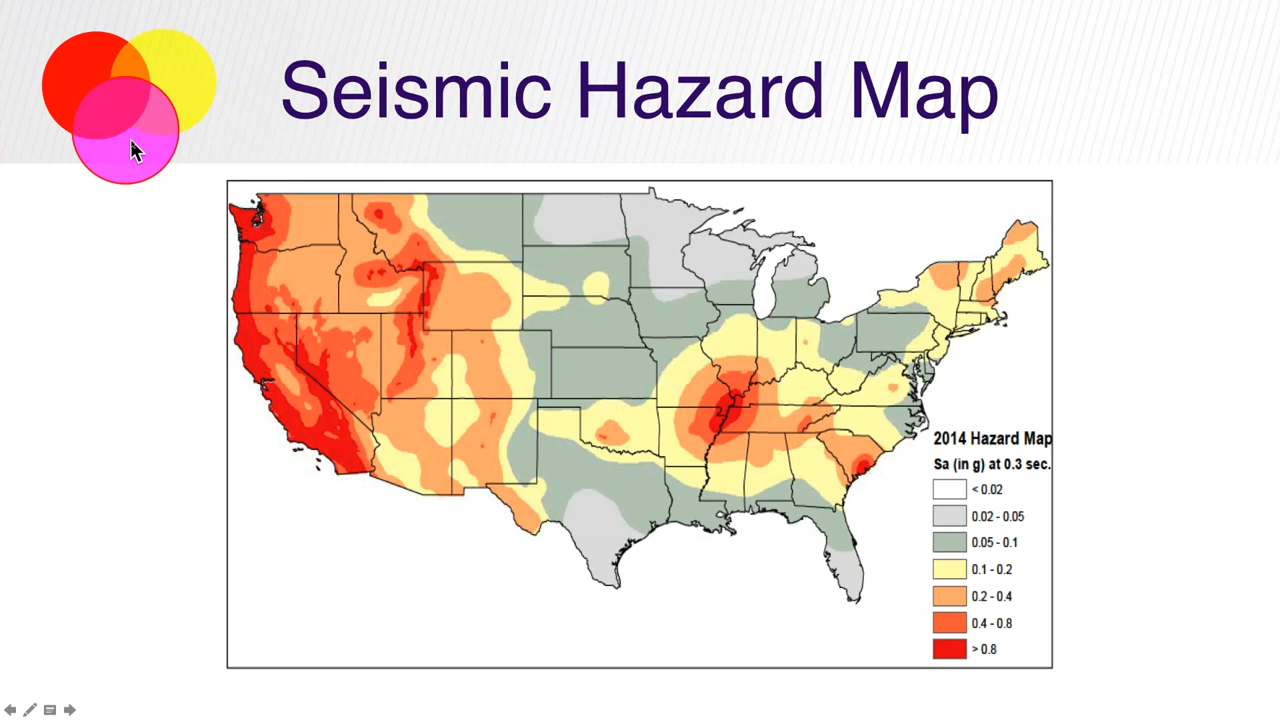 Seismic Hazard Map
2014 Hazard Map
Sa (in g) at 0.3 sec.
< 0.02
0.02 - 0.05
0.05 - 0.1
0.1 - 0.2
0.2 - 0.4
0.4 - 0.8
> 0.8